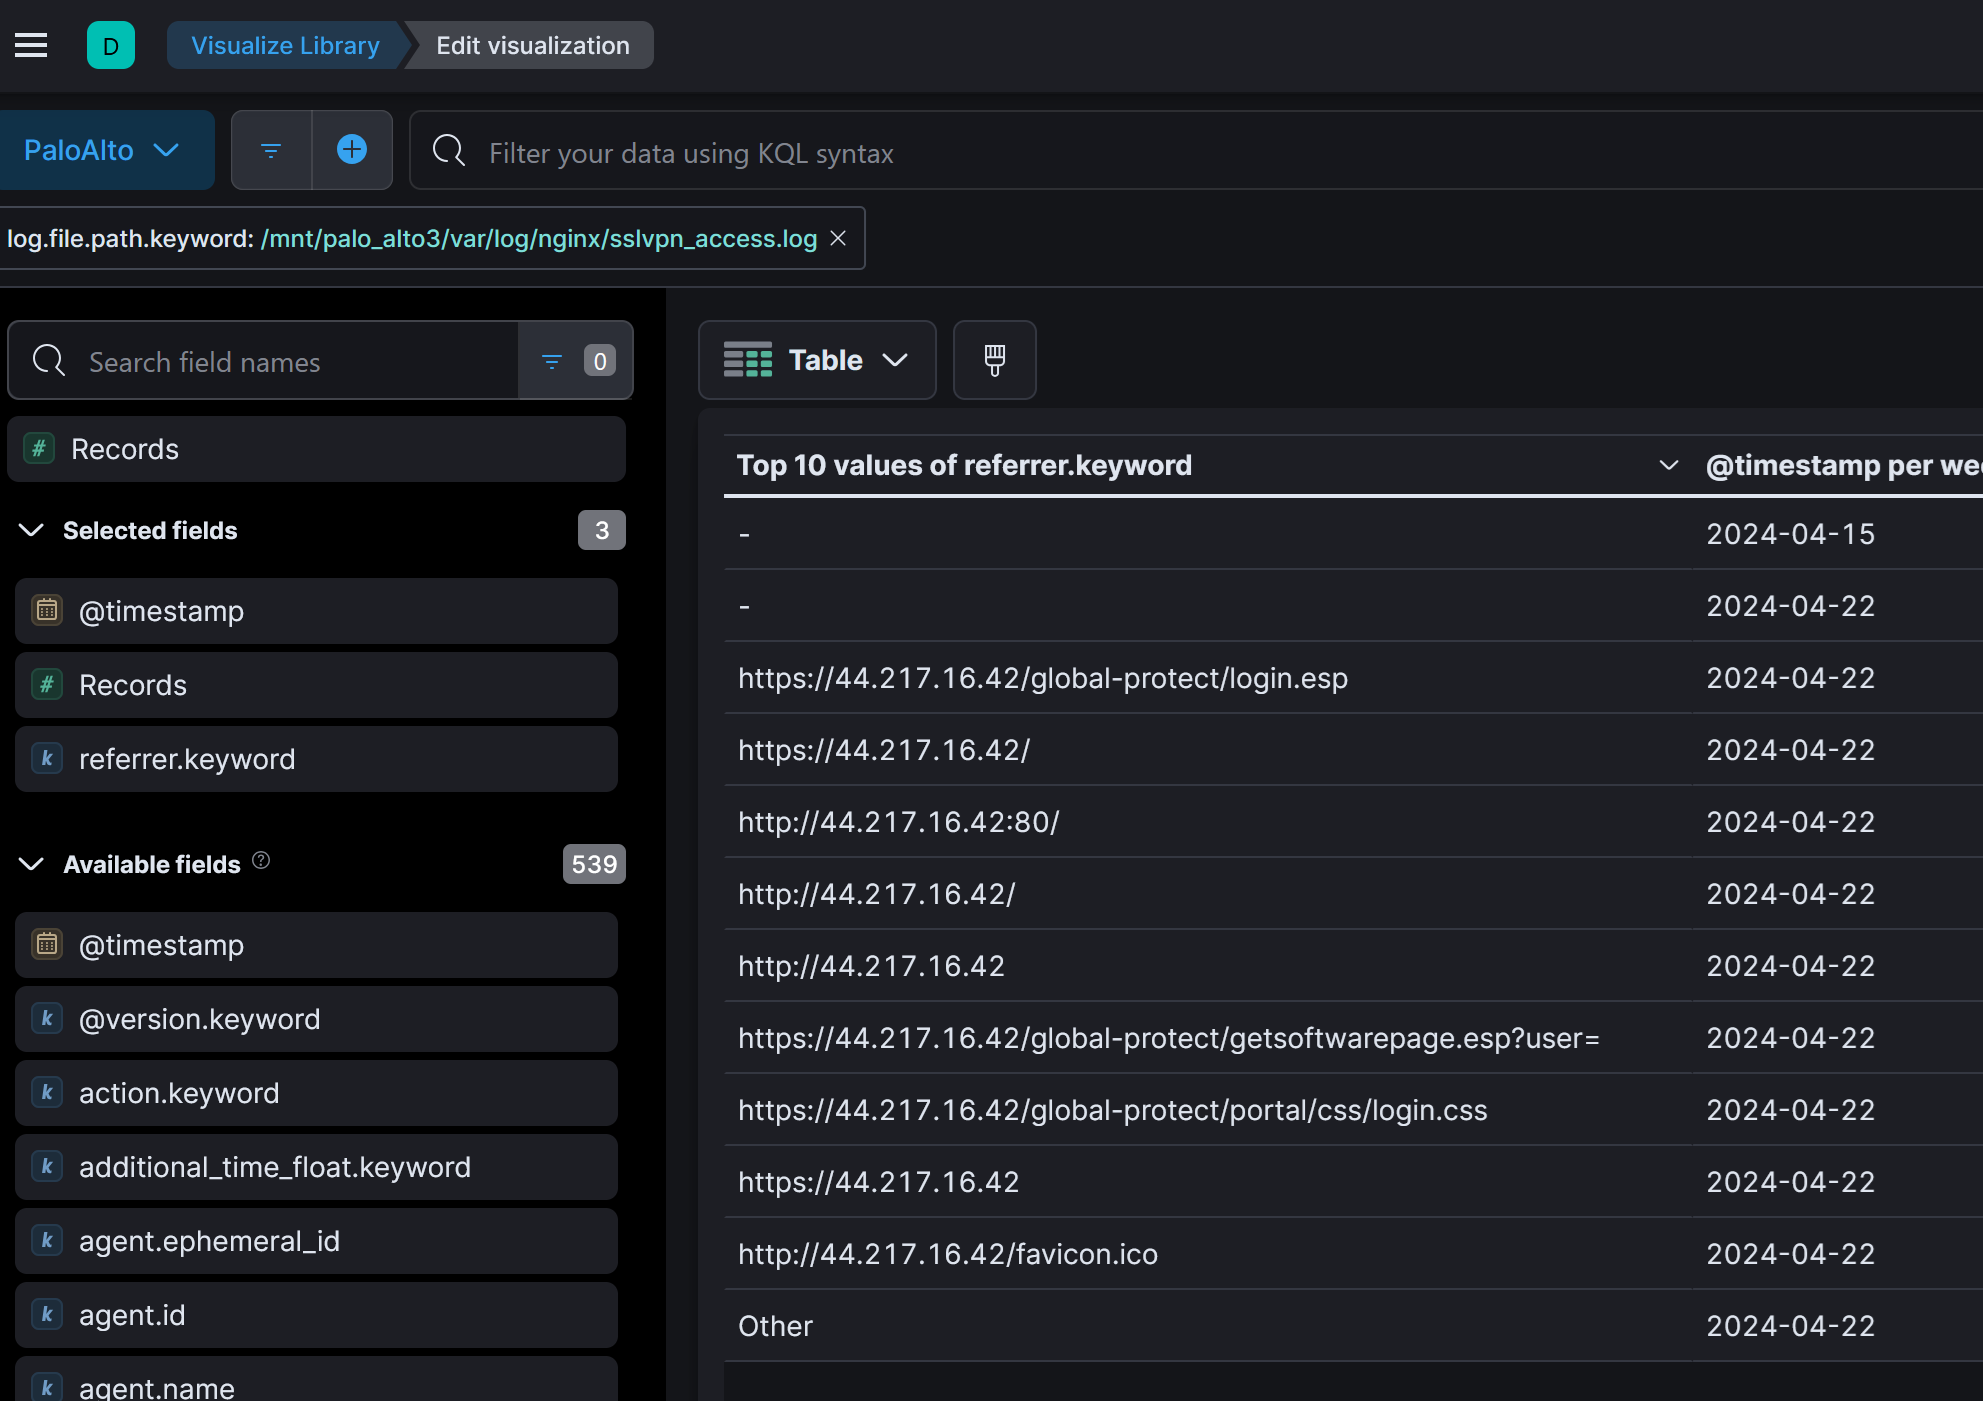 D
Visualize Library
Edit visualization
PaloAlto
Filter your data using KQL syntax
log.file.path.keyword: /mnt/palo_alto3/var/log/nginx/sslvpn_access.log
Search field names
0
Records
Selected fields
3
@timestamp
Records
referrer.keyword
Available fields
539
@timestamp
@version.keyword
action.keyword
additional_time_float.keyword
agent.ephemeral_id
agent.id
agent.name
Table
Top 10 values of referrer.keyword @timestamp per
- 2024-04-15
- 2024-04-22
https://44.217.16.42/global-protect/login.esp 2024-04-22
https://44.217.16.42/ 2024-04-22
http://44.217.16.42:80/ 2024-04-22
http://44.217.16.42/ 2024-04-22
http://44.217.16.42 2024-04-22
https://44.217.16.42/global-protect/getsoftwarepage.esp?user= 2024-04-22
https://44.217.16.42/global-protect/portal/css/login.css 2024-04-22
https://44.217.16.42 2024-04-22
http://44.217.16.42/favicon.ico 2024-04-22
Other 2024-04-22